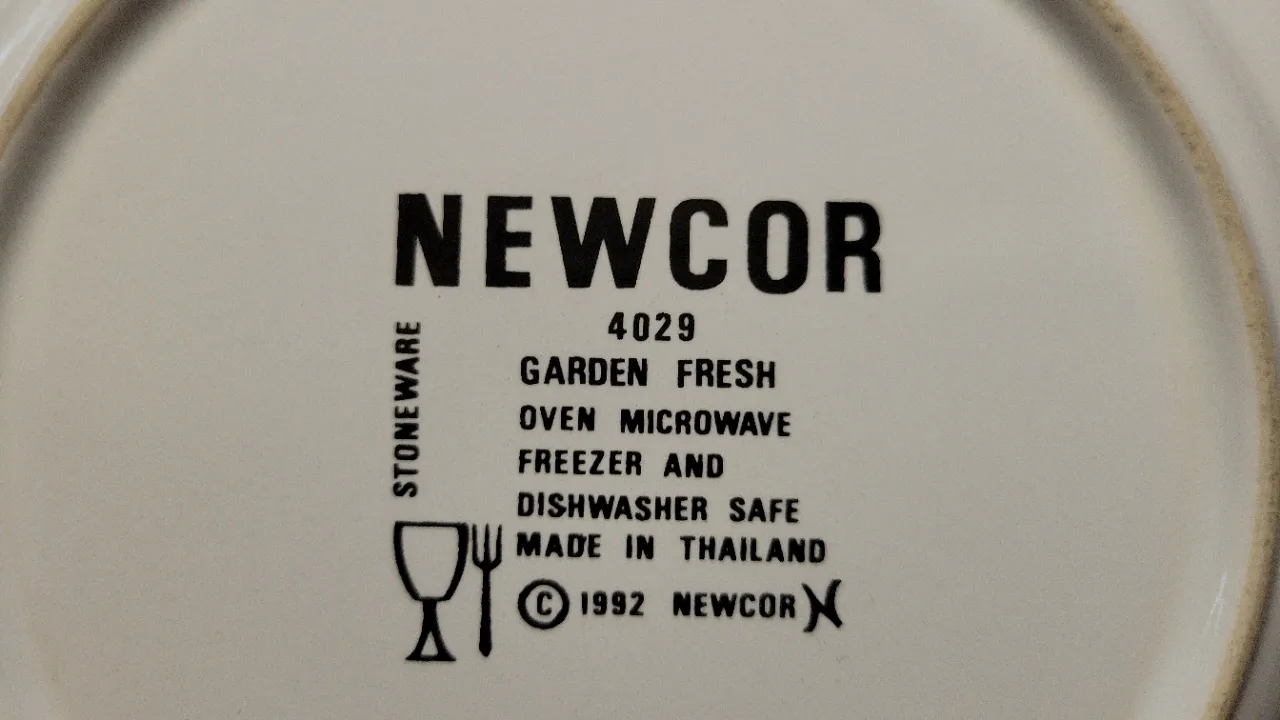 NEWCOR
4029
STONEWARE
GARDEN FRESH
OVEN MICROWAVE
FREEZER AND
DISHWASHER SAFE
MADE IN THAILAND
© 1992 NEWCOR